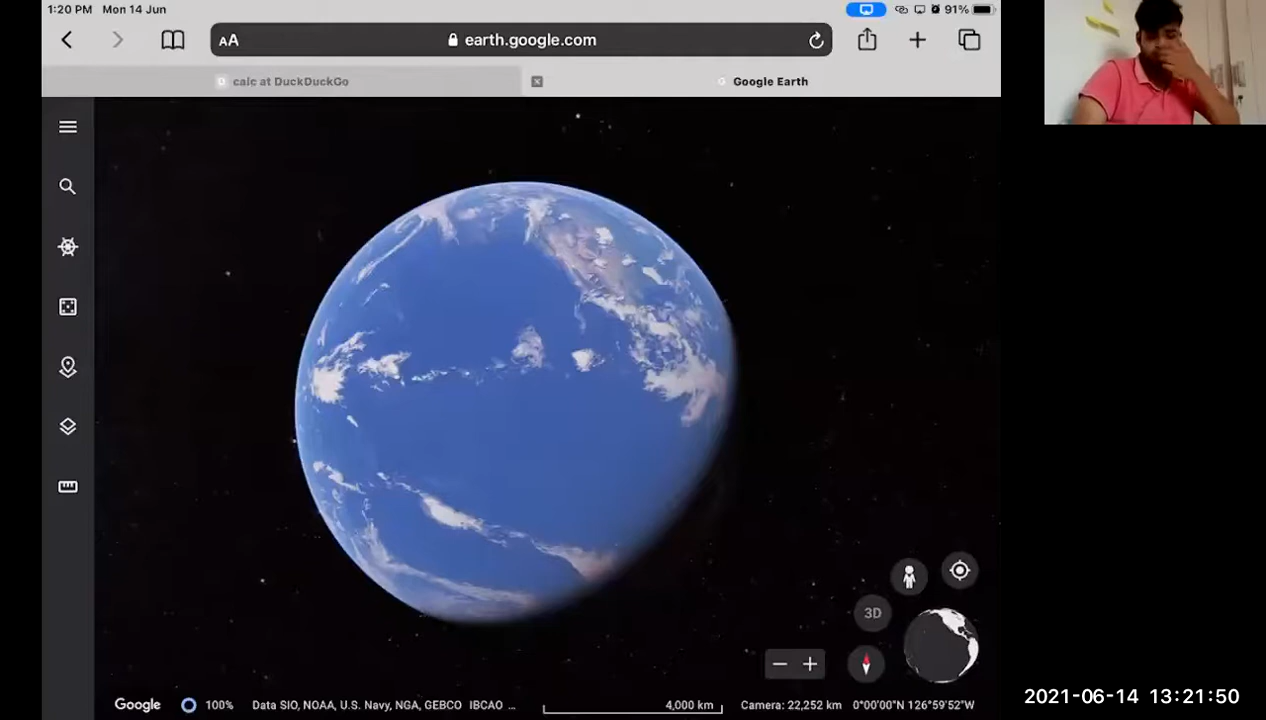 1:20 PM Mon 14 Jun
91%
AA
earth.google.com
calc at DuckDuckGo
Google Earth
3D
Google
100%
Data SIO, NOAA, U.S. Navy, NGA, GEBCO IBCAO ...
4,000 km
Camera: 22,252 km
0°00'00"N 126°59'52"W
2021-06-14 13:21:50